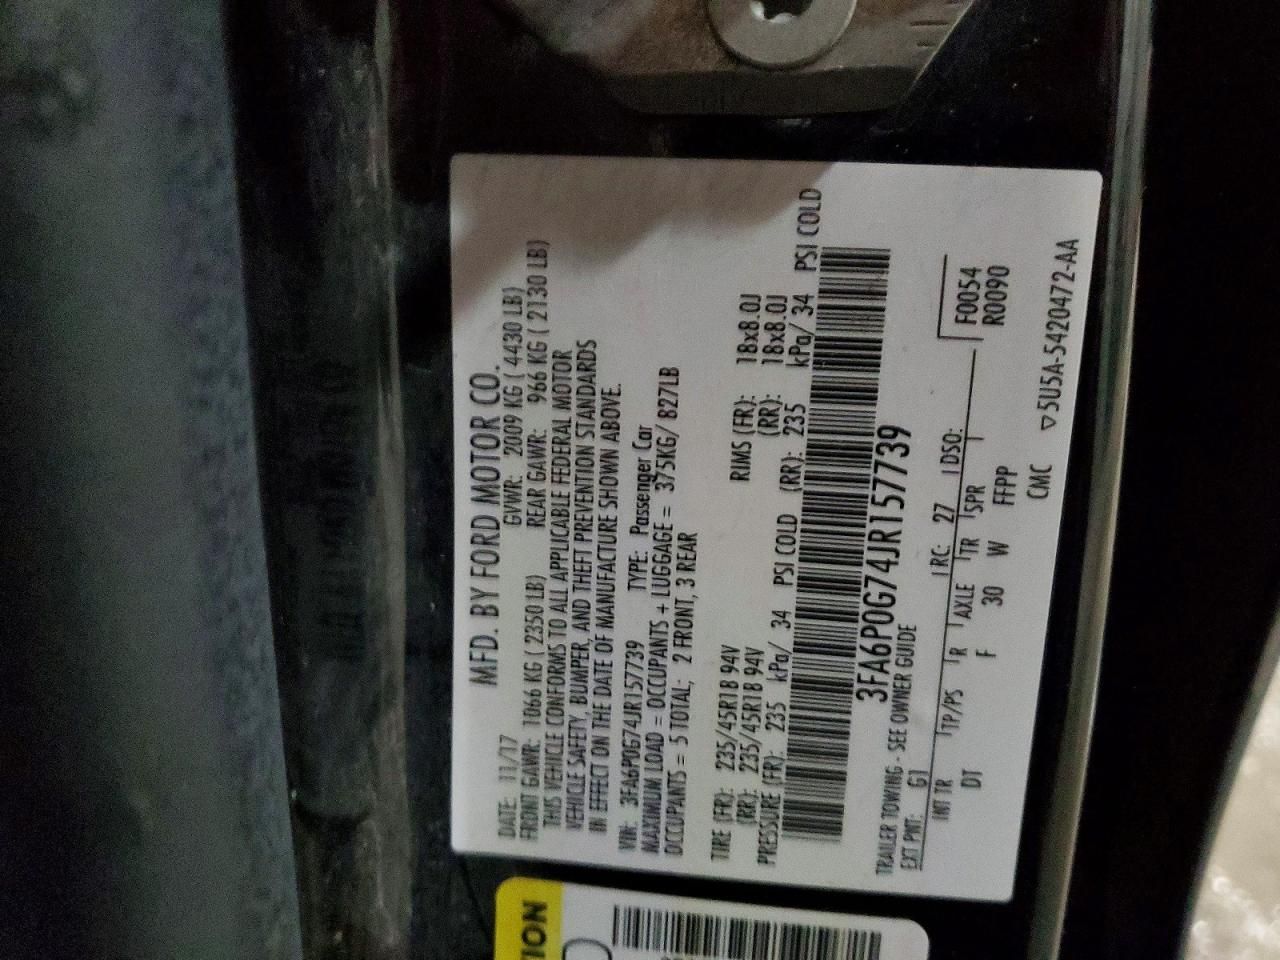 MFD. BY FORD MOTOR CO.
DATE: 11/17 GVWR: 2009 KG ( 4430 LB)
FRONT GAWR: 1066 KG ( 2350 LB) REAR GAWR: 966 KG ( 2130 LB)
THIS VEHICLE CONFORMS TO ALL APPLICABLE FEDERAL MOTOR
VEHICLE SAFETY, BUMPER, AND THEFT PREVENTION STANDARDS
IN EFFECT ON THE DATE OF MANUFACTURE SHOWN ABOVE.
VIN: 3FA6P0G74JR157739 TYPE: Passenger Car
MAXIMUM LOAD = OCCUPANTS + LUGGAGE = 375KG/ 827LB
OCCUPANTS = 5 TOTAL; 2 FRONT, 3 REAR
TIRE (FR): 235/45R18 94V RIMS (FR): 18x8.0J
(RR): 235/45R18 94V (RR): 18x8.0J
PRESSURE (FR): 235 kPa/ 34 PSI COLD (RR): 235 kPa/ 34 PSI COLD
3FA6P0G74JR157739
TRAILER TOWING - SEE OWNER GUIDE
EXT PNT: G1 RC: 27 DSO: F0054
INT TR TP/PS R AXLE TR SPR R0090
DT F 30 W FFPP
CMC ▽5U5A-5420472-AA
TION